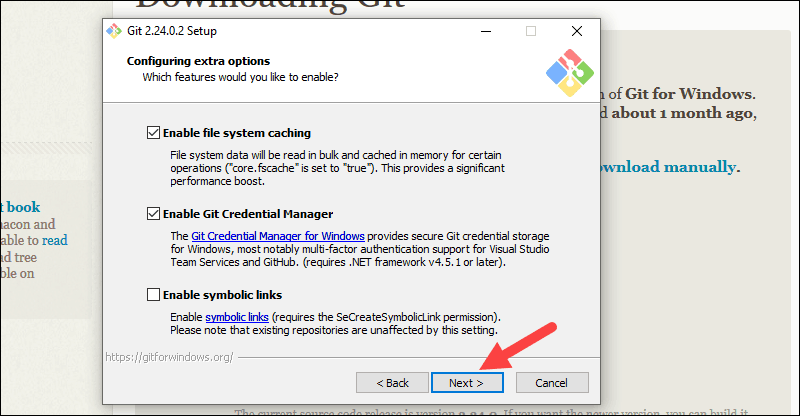 Downloading Git
Git 2.24.0.2 Setup
Configuring extra options
Which features would you like to enable?
of Git for Windows.
about 1 month ago,
download manually.
Enable file system caching
File system data will be read in bulk and cached in memory for certain
operations ("core.fscache" is set to "true"). This provides a significant
performance boost.
book
and
able to read
tree
on
Enable Git Credential Manager
The Git Credential Manager for Windows provides secure Git credential storage
for Windows, most notably multi-factor authentication support for Visual Studio
Team Services and GitHub. (requires .NET framework v4.5.1 or later).
Enable symbolic links
Enable symbolic links (requires the SeCreateSymbolicLink permission).
Please note that existing repositories are unaffected by this setting.
https://gitforwindows.org/
< Back
Next >
Cancel
The current source code release is version 2.24.0. If you want the newer version, you can build it